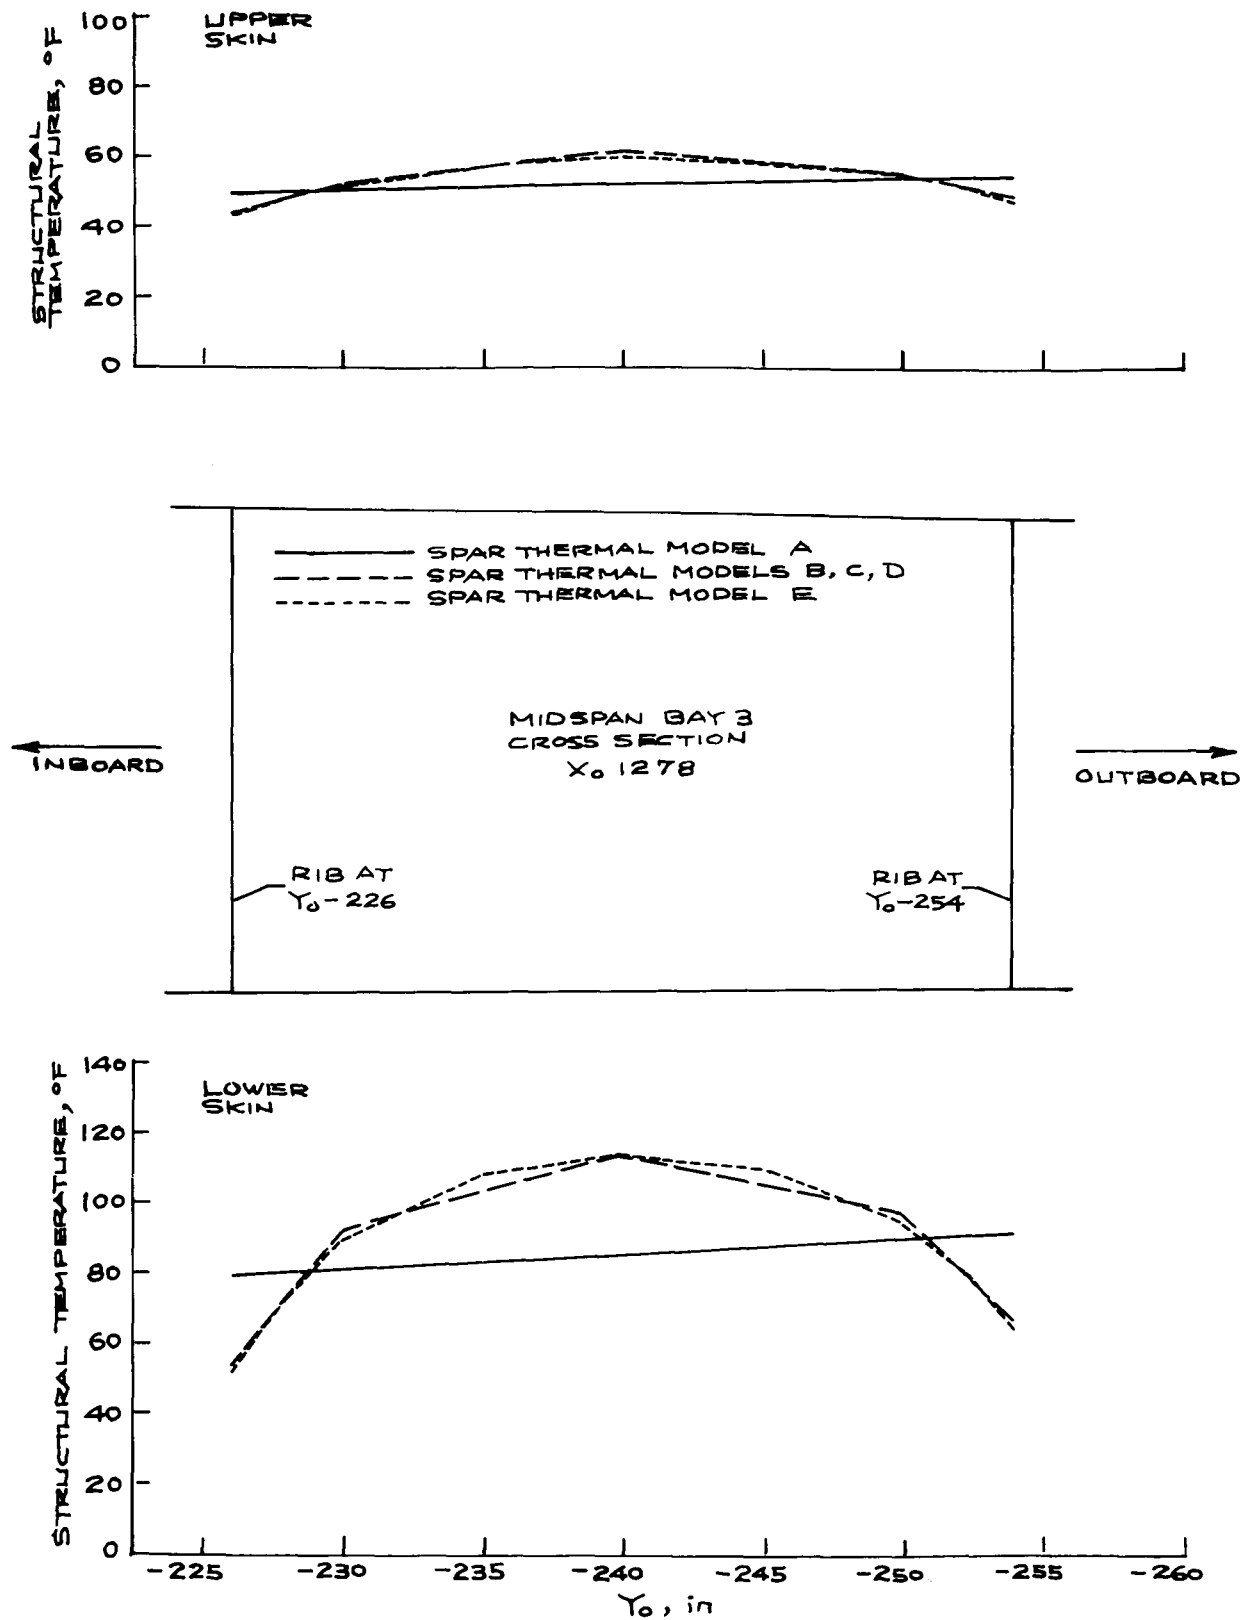 UPPER
SKIN
STRUCTURAL
TEMPERATURE, °F
100
80
60
40
20
0
SPAR THERMAL MODEL A
SPAR THERMAL MODELS B, C, D
SPAR THERMAL MODEL E
MIDSPAN BAY 3
CROSS SECTION
X₀ 1278
INBOARD
OUTBOARD
RIB AT
Y₀-226
RIB AT
Y₀-254
LOWER
SKIN
STRUCTURAL TEMPERATURE, °F
140
120
100
80
60
40
20
0
-225 -230 -235 -240 -245 -250 -255 -260
Y₀, in